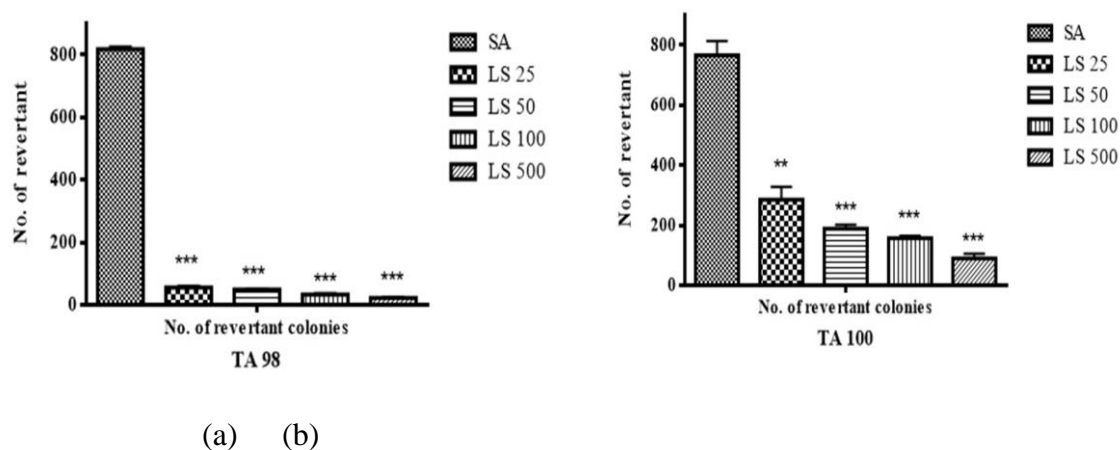 No. of revertant
800
600
400
200
0
***
***
***
***
No. of revertant colonies
TA 98
SA
LS 25
LS 50
LS 100
LS 500
No. of revertant
800
600
400
200
0
**
***
***
***
No. of revertant colonies
TA 100
SA
LS 25
LS 50
LS 100
LS 500
(a) (b)